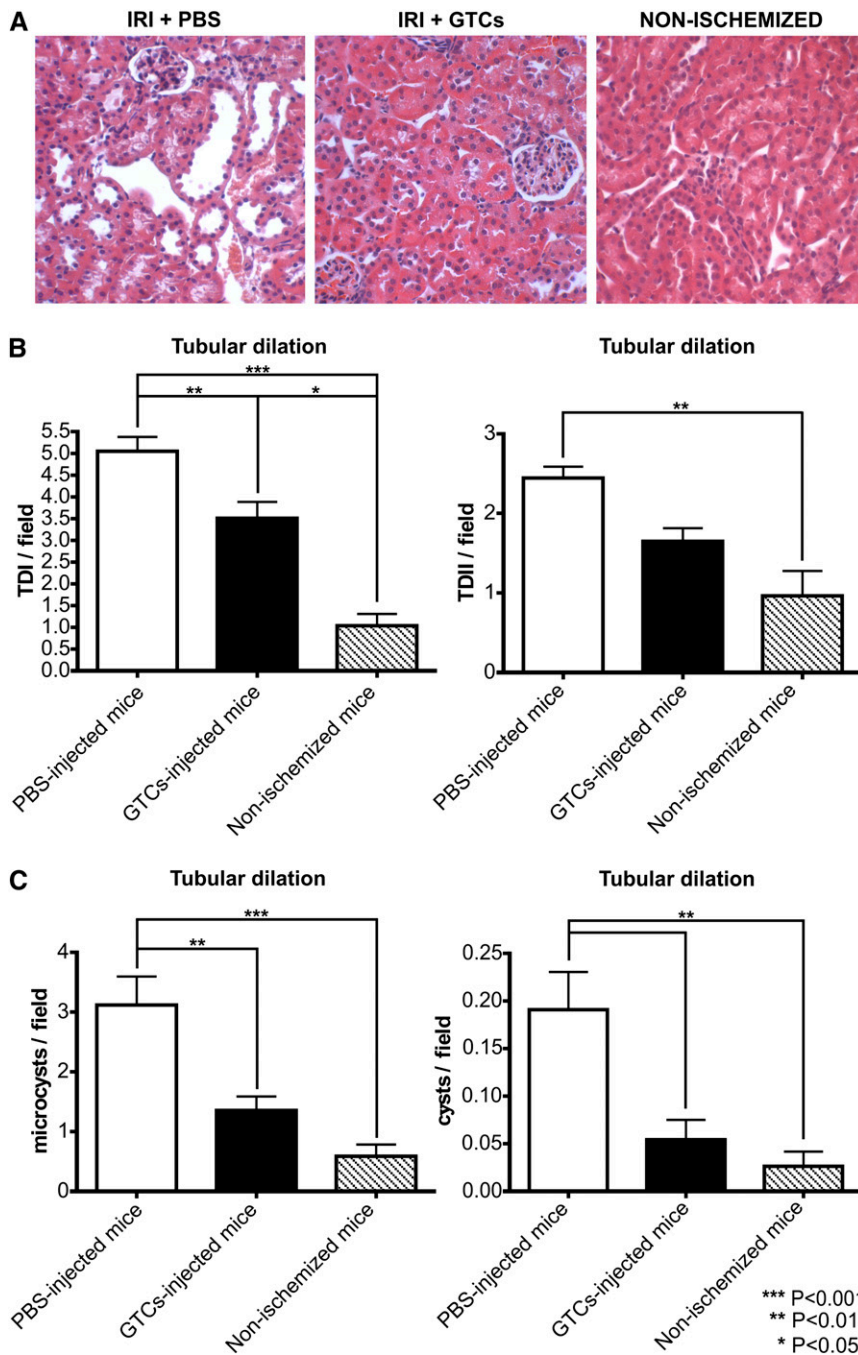 A
IRI + PBS
IRI + GTCs
NON-ISCHEMIZED
B
Tubular dilation
***
**
*
TDI / field
5.5
5.0
4.5
4.0
3.5
3.0
2.5
2.0
1.5
1.0
0.5
0.0
PBS-injected mice
GTCs-injected mice
Non-ischemized mice
Tubular dilation
**
TDII / field
3
2
1
0
PBS-injected mice
GTCs-injected mice
Non-ischemized mice
C
Tubular dilation
***
**
microcysts / field
4
3
2
1
0
PBS-injected mice
GTCs-injected mice
Non-ischemized mice
Tubular dilation
**
cysts / field
0.25
0.20
0.15
0.10
0.05
0.00
PBS-injected mice
GTCs-injected mice
Non-ischemized mice
*** P<0.001
** P<0.01
* P<0.05